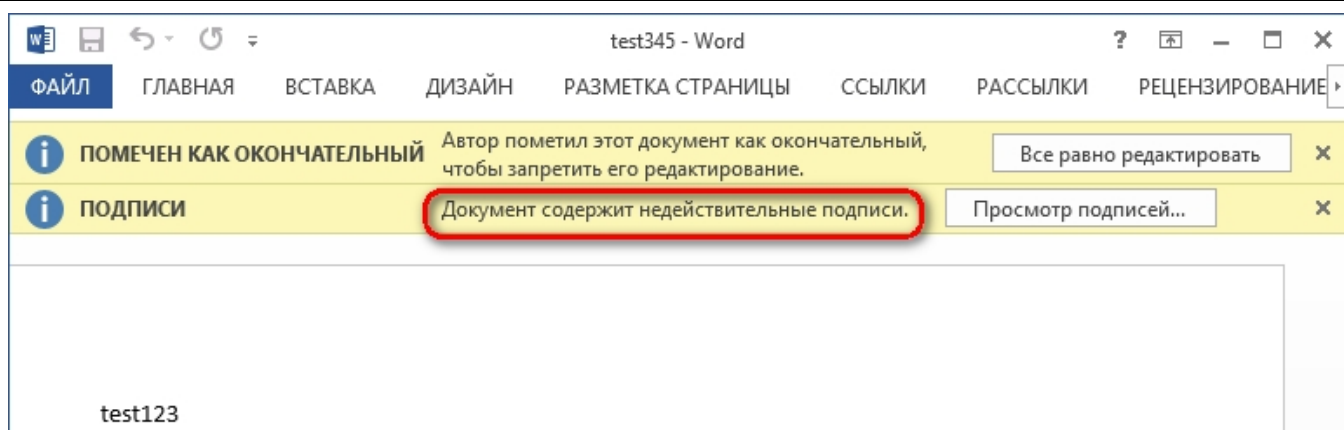 test345 - Word
ФАЙЛ ГЛАВНАЯ ВСТАВКА ДИЗАЙН РАЗМЕТКА СТРАНИЦЫ ССЫЛКИ РАССЫЛКИ РЕЦЕНЗИРОВАНИЕ
ПОМЕЧЕН КАК ОКОНЧАТЕЛЬНЫЙ Автор пометил этот документ как окончательный, Все равно редактировать
чтобы запретить его редактирование.
ПОДПИСИ Документ содержит недействительные подписи. Просмотр подписей...
test123